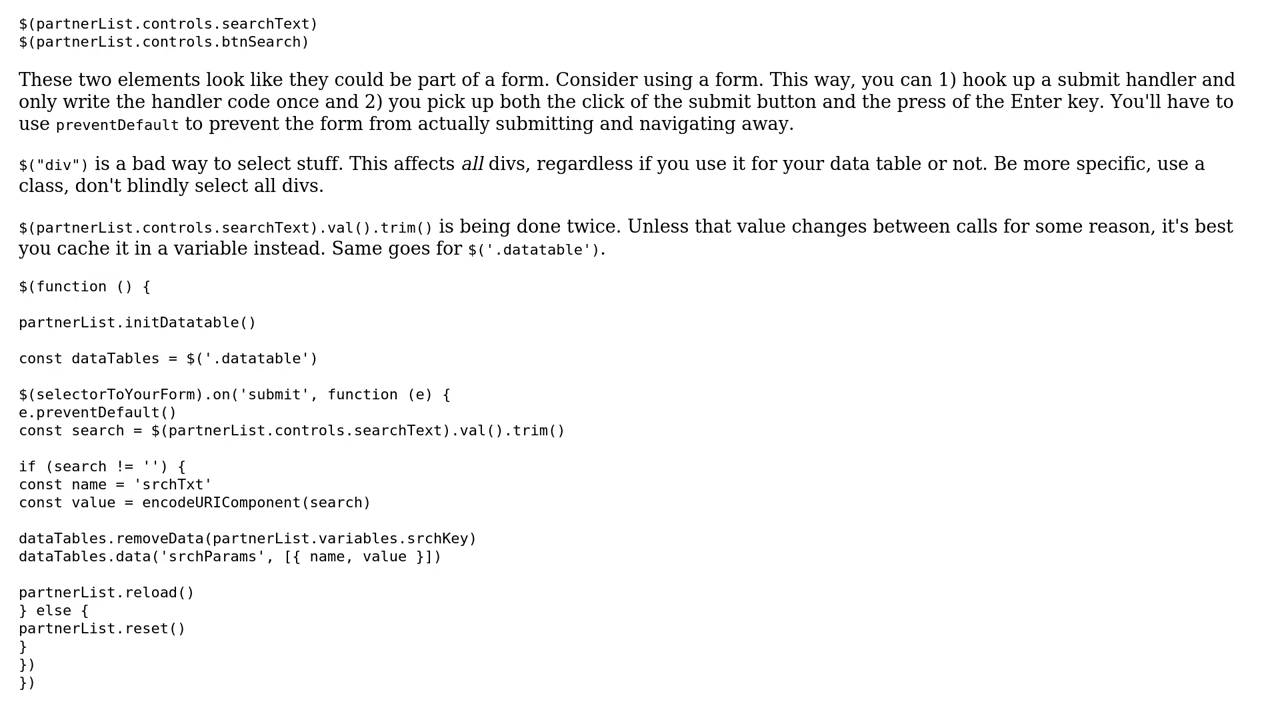 $(partnerList.controls.searchText)
$(partnerList.controls.btnSearch)
These two elements look like they could be part of a form. Consider using a form. This way, you can 1) hook up a submit handler and
only write the handler code once and 2) you pick up both the click of the submit button and the press of the Enter key. You'll have to
use preventDefault to prevent the form from actually submitting and navigating away.
$("div") is a bad way to select stuff. This affects all divs, regardless if you use it for your data table or not. Be more specific, use a
class, don't blindly select all divs.
$(partnerList.controls.searchText).val().trim() is being done twice. Unless that value changes between calls for some reason, it's best
you cache it in a variable instead. Same goes for $('.datatable').
$(function () {
partnerList.initDatatable()
const dataTables = $('.datatable')
$(selectorToYourForm).on('submit', function (e) {
e.preventDefault()
const search = $(partnerList.controls.searchText).val().trim()
if (search != '') {
const name = 'srchTxt'
const value = encodeURIComponent(search)
dataTables.removeData(partnerList.variables.srchKey)
dataTables.data('srchParams', [{ name, value }])
partnerList.reload()
} else {
partnerList.reset()
}
})
})